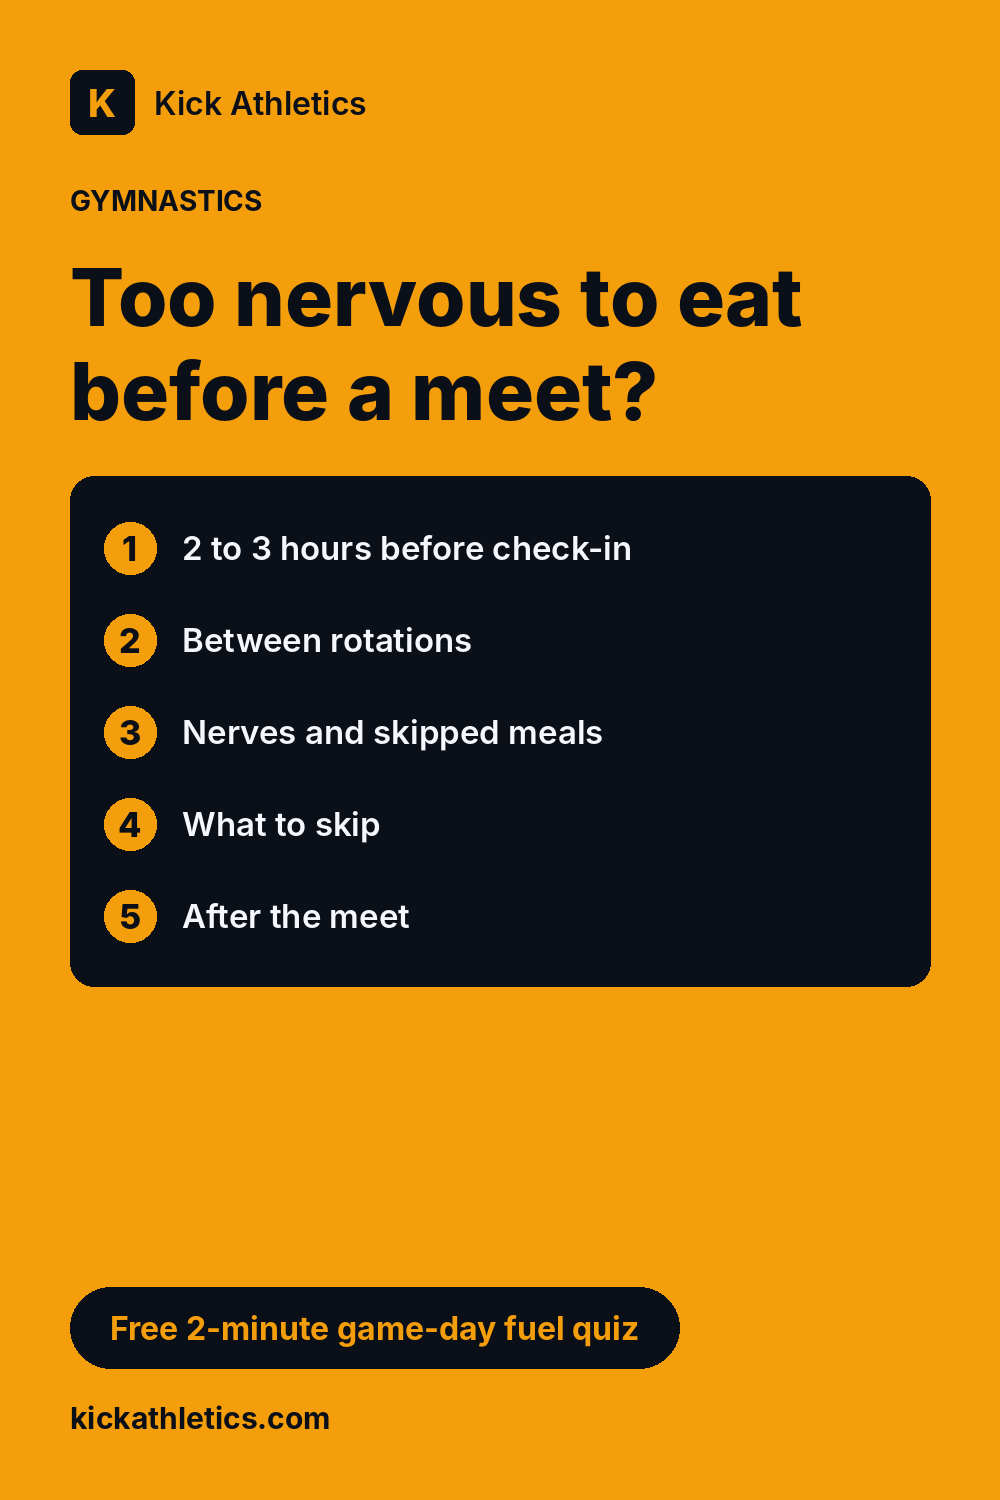 K
Kick Athletics
GYMNASTICS
Too nervous to eat
before a meet?
1 2 to 3 hours before check-in
2 Between rotations
3 Nerves and skipped meals
4 What to skip
5 After the meet
Free 2-minute game-day fuel quiz
kickathletics.com